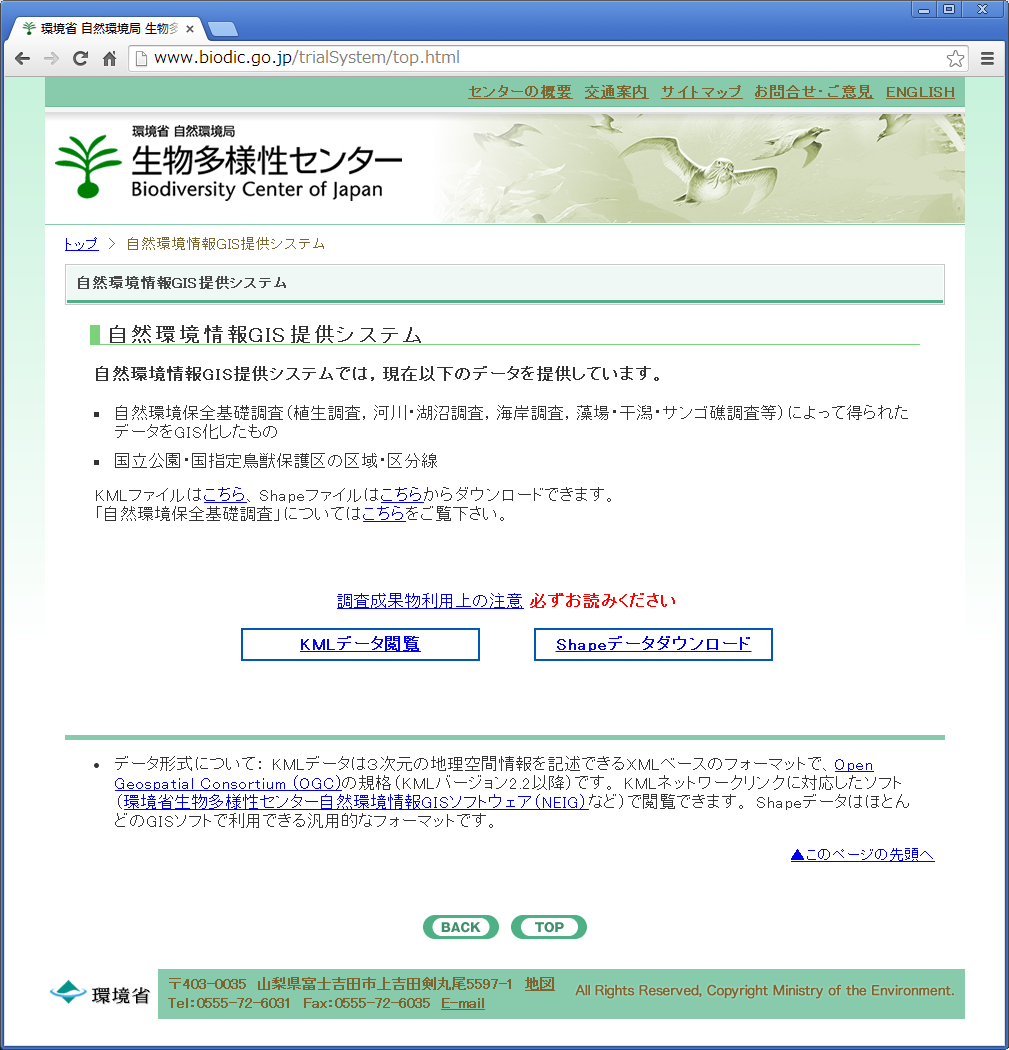 環境省 自然環境局 生物多
www.biodic.go.jp/trialSystem/top.html
センターの概要 交通案内 サイトマップ お問合せ・ご意見 ENGLISH
環境省 自然環境局
生物多様性センター
Biodiversity Center of Japan
トップ > 自然環境情報GIS提供システム
自然環境情報GIS提供システム
自然環境情報GIS提供システム
自然環境情報GIS提供システムでは，現在以下のデータを提供しています。
▪ 自然環境保全基礎調査（植生調査，河川・湖沼調査，海岸調査，藻場・干潟・サンゴ礁調査等）によって得られた
データをGIS化したもの
▪ 国立公園・国指定鳥獣保護区の区域・区分線
KMLファイルはこちら、Shapeファイルはこちらからダウンロードできます。
「自然環境保全基礎調査」についてはこちらをご覧下さい。
調査成果物利用上の注意 必ずお読みください
KMLデータ閲覧 Shapeデータダウンロード
• データ形式について： KMLデータは３次元の地理空間情報を記述できるXMLベースのフォーマットで、Open
Geospatial Consortium (OGC)の規格（KMLバージョン2.2以降）です。 KMLネットワークリンクに対応したソフト
（環境省生物多様性センター自然環境情報GISソフトウェア（NEIG）など）で閲覧できます。 Shapeデータはほとん
どのGISソフトで利用できる汎用的なフォーマットです。
▲このページの先頭へ
BACK TOP
環境省
〒403-0035 山梨県富士吉田市上吉田剣丸尾5597-1 地図
Tel：0555-72-6031 Fax：0555-72-6035 E-mail
All Rights Reserved, Copyright Ministry of the Environment.